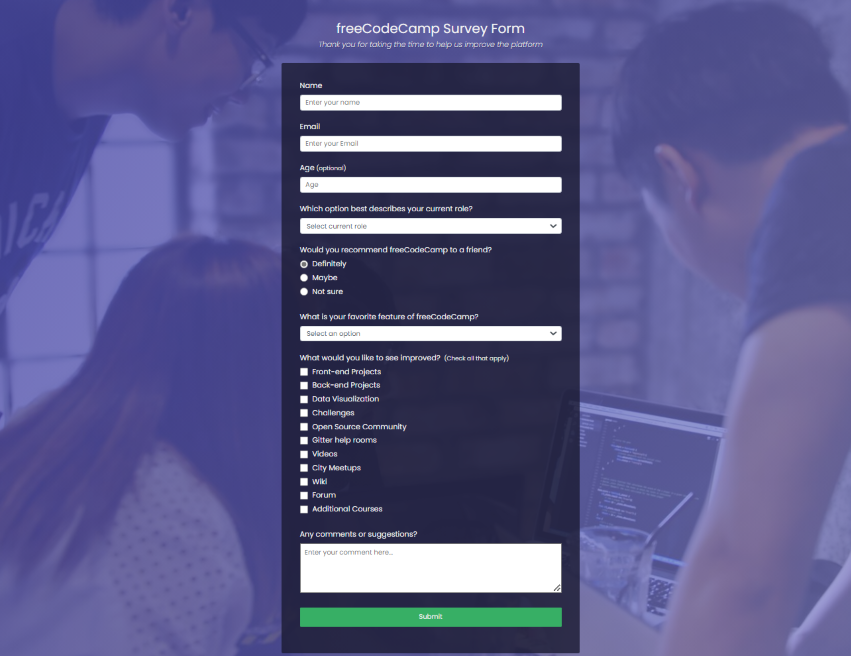 freeCodeCamp Survey Form
Thank you for taking the time to help us improve the platform
Name
Enter your name
Email
Enter your Email
Age (optional)
Age
Which option best describes your current role?
Select current role
Would you recommend freeCodeCamp to a friend?
Definitely
Maybe
Not sure
What is your favorite feature of freeCodeCamp?
Select an option
What would you like to see improved? (Check all that apply)
Front-end Projects
Back-end Projects
Data Visualization
Challenges
Open Source Community
Gitter help rooms
Videos
City Meetups
Wiki
Forum
Additional Courses
Any comments or suggestions?
Enter your comment here...
Submit